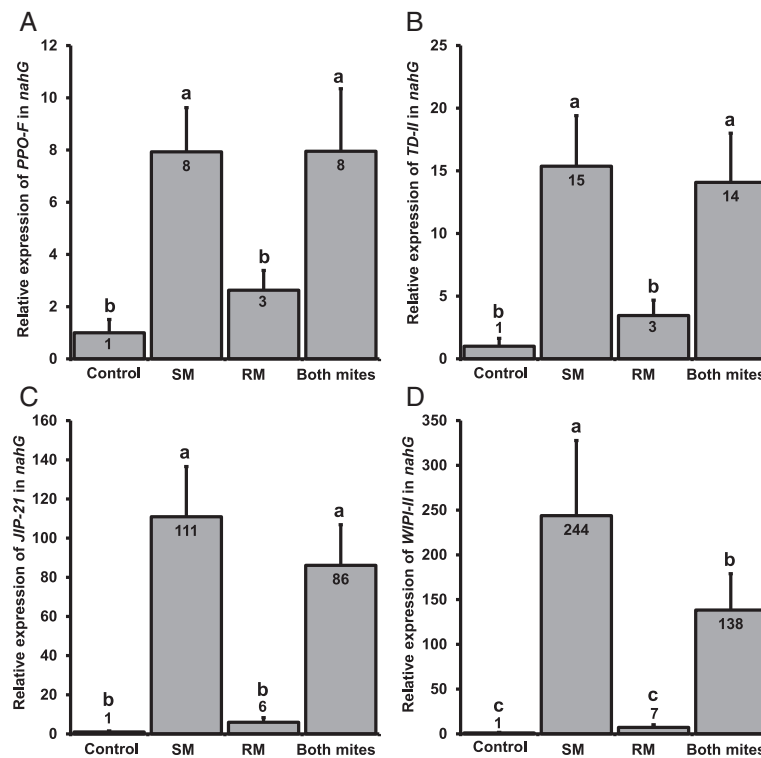 A
Relative expression of PPO-F in nahG
12
10
8
6
4
2
0
b
1
a
8
b
3
a
8
Control SM RM Both mites
B
Relative expression of TD-II in nahG
25
20
15
10
5
0
b
1
a
15
b
3
a
14
Control SM RM Both mites
C
Relative expression of JIP-21 in nahG
160
140
120
100
80
60
40
20
0
b
1
a
111
b
6
a
86
Control SM RM Both mites
D
Relative expression of WIPI-II in nahG
350
300
250
200
150
100
50
0
c
1
a
244
c
7
b
138
Control SM RM Both mites